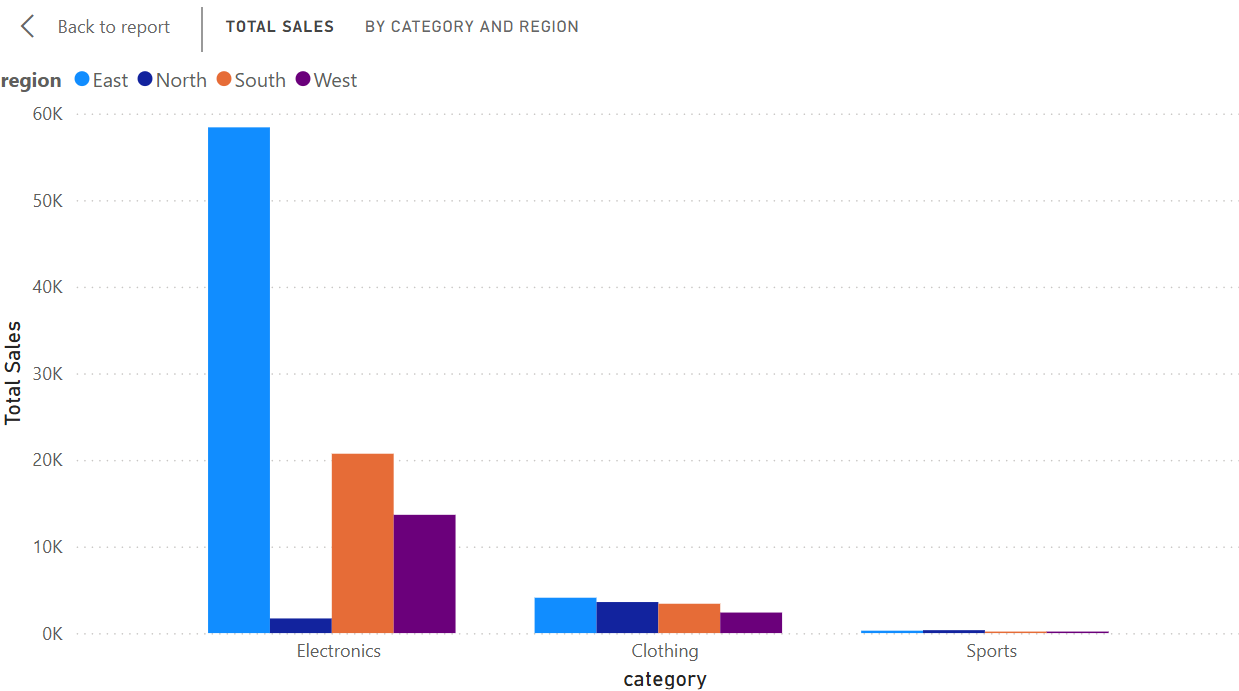 Back to report
TOTAL SALES BY CATEGORY AND REGION
region East North South West
60K
50K
40K
30K
20K
10K
0K
Total Sales
Electronics Clothing Sports
category